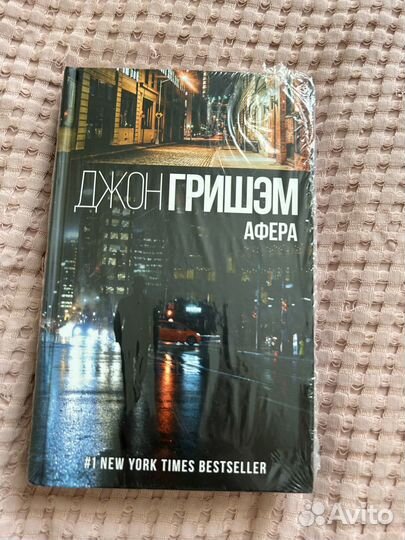 ДЖОН ГРИШЭМ
АФЕРА
#1 NEW YORK TIMES BESTSELLER
Avito